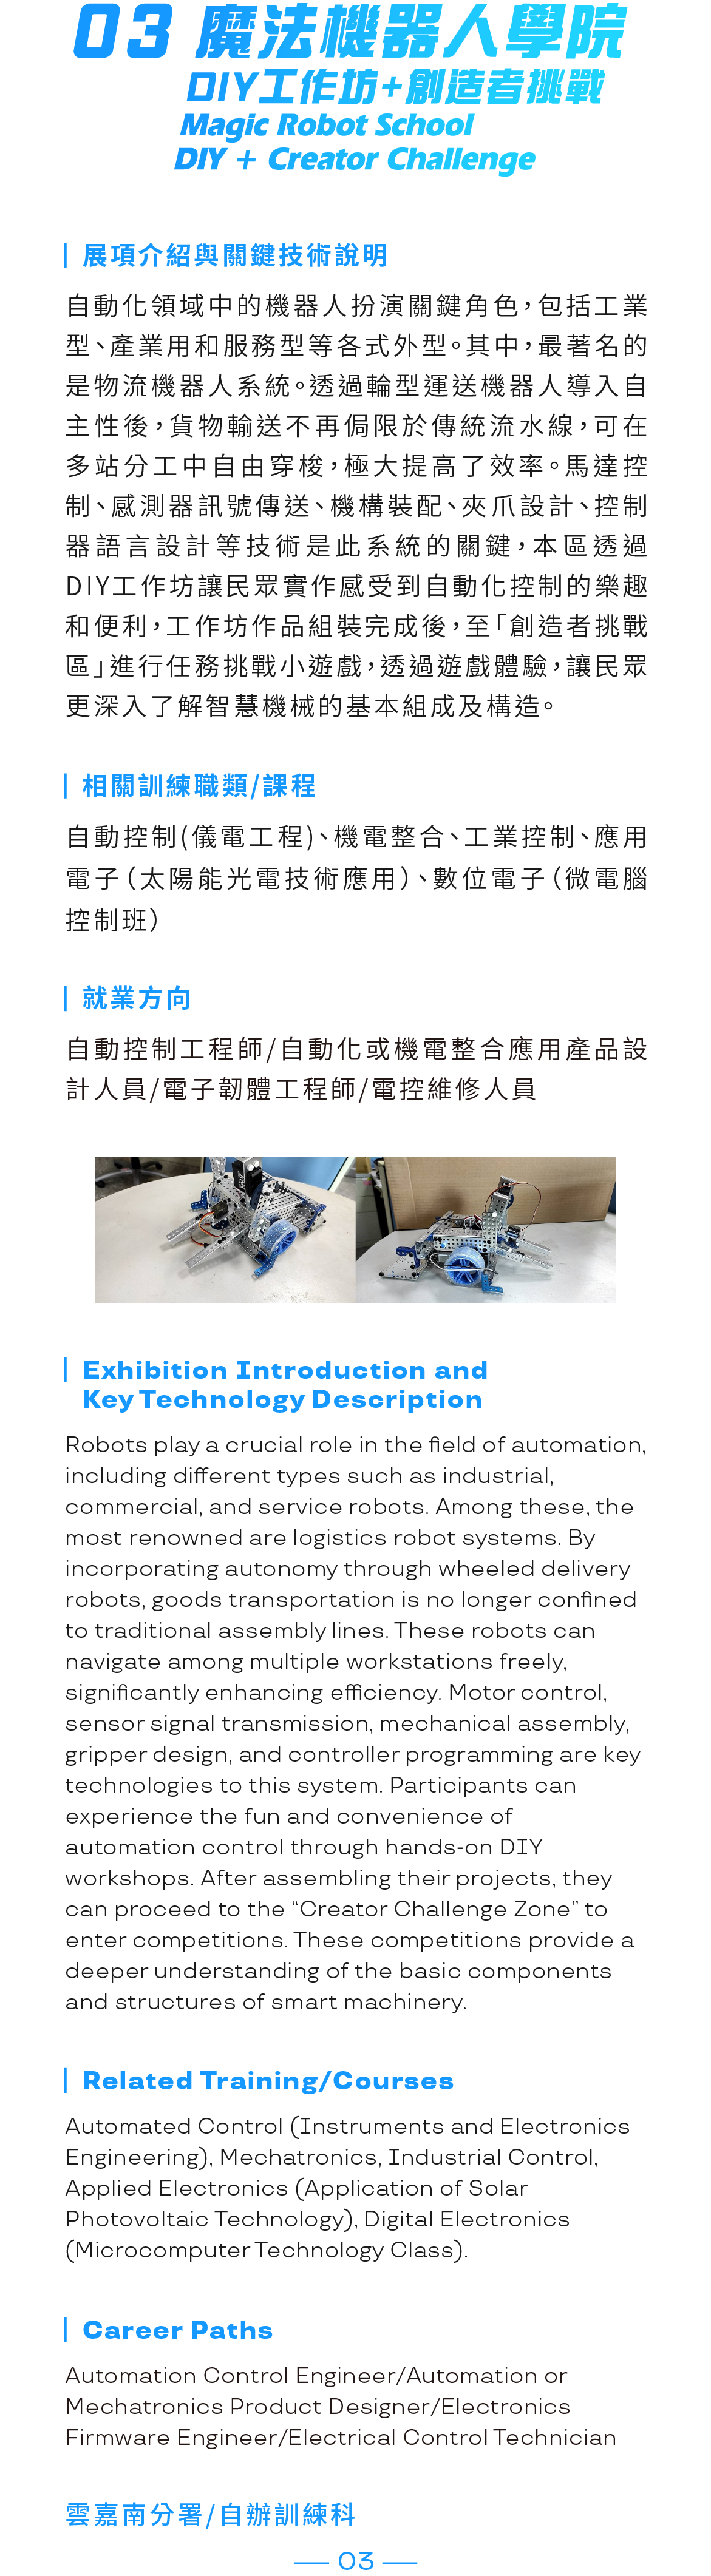 03 魔法機器人學院
DIY工作坊+創造者挑戰
Magic Robot School
DIY + Creator Challenge
展項介紹與關鍵技術說明
自動化領域中的機器人扮演關鍵角色，包括工業
型、產業用和服務型等各式外型。其中，最著名的
是物流機器人系統。透過輪型運送機器人導入自
主性後，貨物輸送不再侷限於傳統流水線，可在
多站分工中自由穿梭，極大提高了效率。馬達控
制、感測器訊號傳送、機構裝配、夾爪設計、控制
器語言設計等技術是此系統的關鍵，本區透過
DIY工作坊讓民眾實作感受到自動化控制的樂趣
和便利，工作坊作品組裝完成後，至「創造者挑戰
區」進行任務挑戰小遊戲，透過遊戲體驗，讓民眾
更深入了解智慧機械的基本組成及構造。
相關訓練職類/課程
自動控制(儀電工程)、機電整合、工業控制、應用
電子（太陽能光電技術應用）、數位電子（微電腦
控制班）
就業方向
自動控制工程師/自動化或機電整合應用產品設
計人員/電子韌體工程師/電控維修人員
Exhibition Introduction and
Key Technology Description
Robots play a crucial role in the field of automation,
including different types such as industrial,
commercial, and service robots. Among these, the
most renowned are logistics robot systems. By
incorporating autonomy through wheeled delivery
robots, goods transportation is no longer confined
to traditional assembly lines. These robots can
navigate among multiple workstations freely,
significantly enhancing efficiency. Motor control,
sensor signal transmission, mechanical assembly,
gripper design, and controller programming are key
technologies to this system. Participants can
experience the fun and convenience of
automation control through hands-on DIY
workshops. After assembling their projects, they
can proceed to the “Creator Challenge Zone” to
enter competitions. These competitions provide a
deeper understanding of the basic components
and structures of smart machinery.
Related Training/Courses
Automated Control (Instruments and Electronics
Engineering), Mechatronics, Industrial Control,
Applied Electronics (Application of Solar
Photovoltaic Technology), Digital Electronics
(Microcomputer Technology Class).
Career Paths
Automation Control Engineer/Automation or
Mechatronics Product Designer/Electronics
Firmware Engineer/Electrical Control Technician
雲嘉南分署/自辦訓練科
03